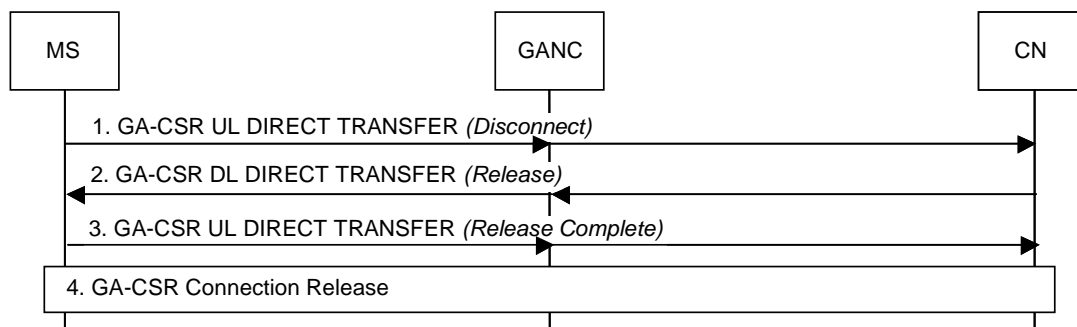 MS
GANC
CN
1. GA-CSR UL DIRECT TRANSFER (Disconnect)
2. GA-CSR DL DIRECT TRANSFER (Release)
3. GA-CSR UL DIRECT TRANSFER (Release Complete)
4. GA-CSR Connection Release